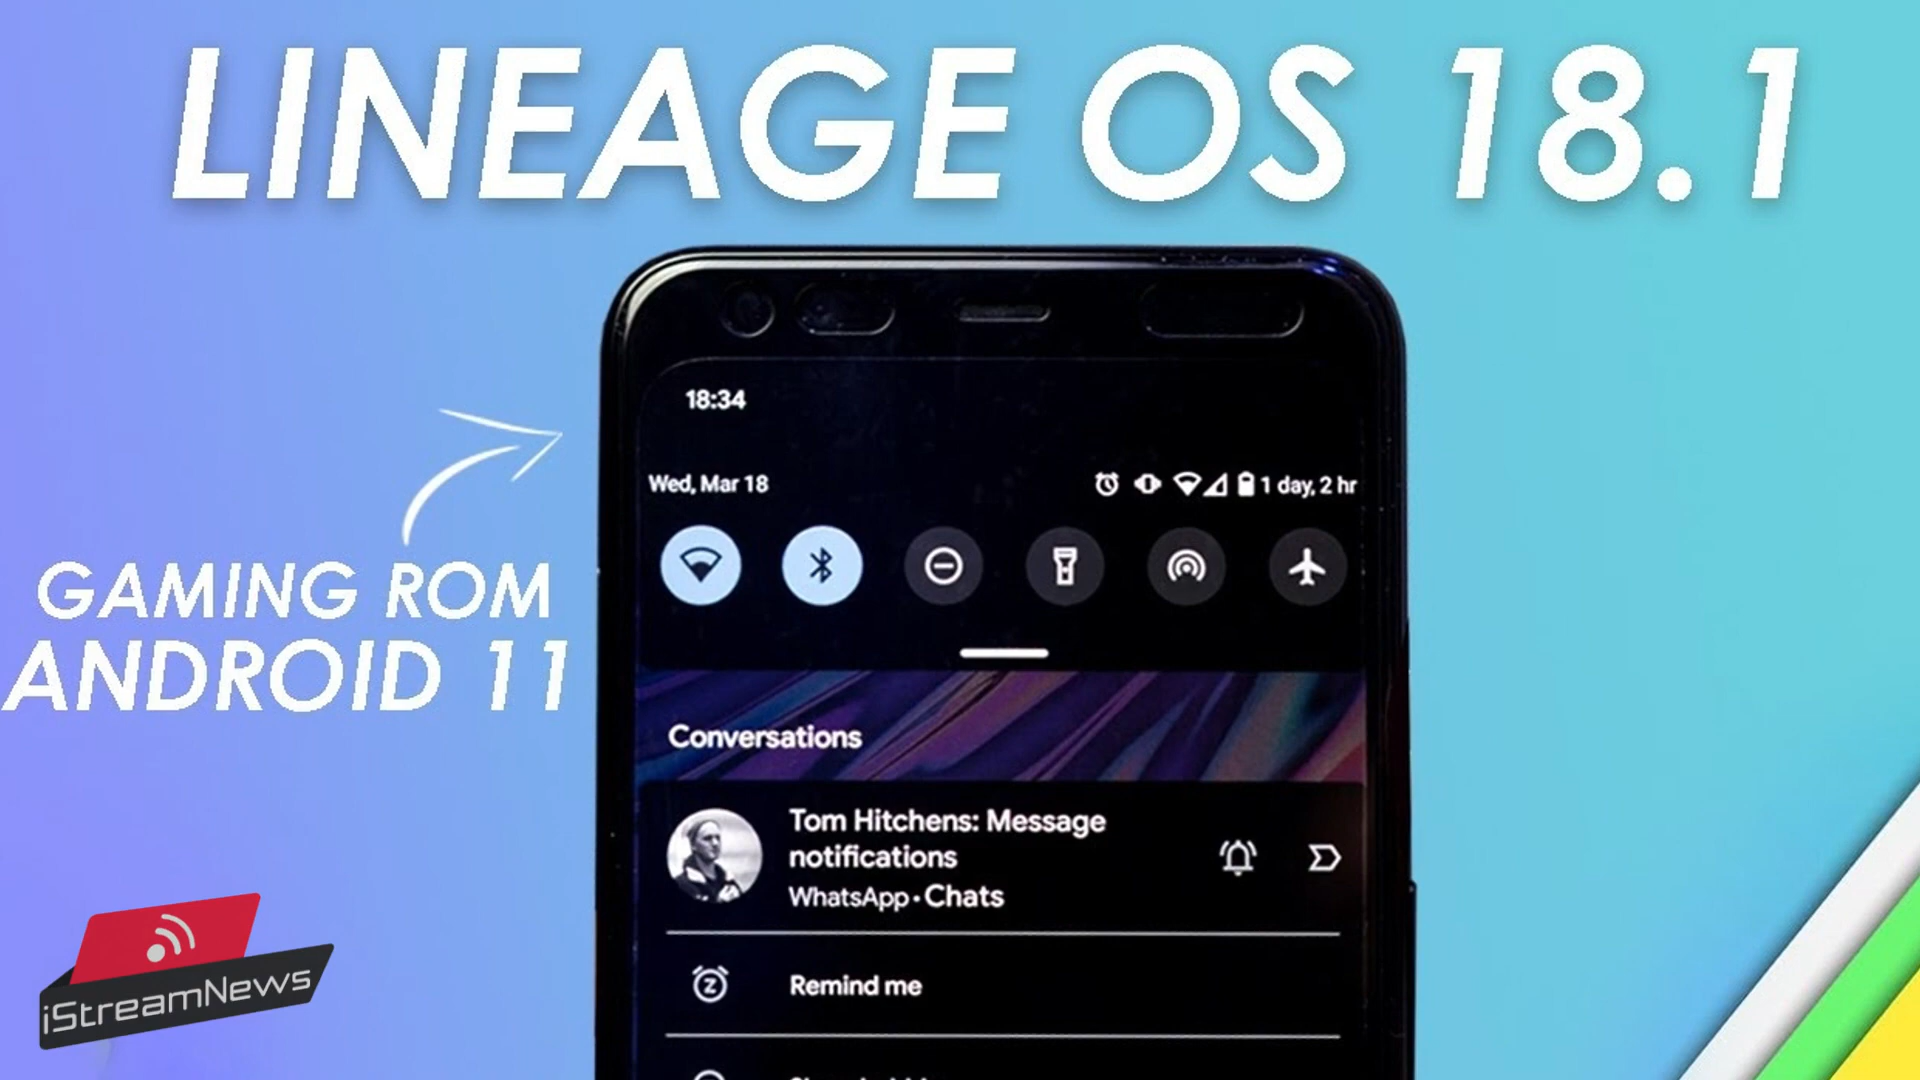 LINEAGE OS 18.1
18:34
Wed, Mar 18
1 day, 2 hr
GAMING ROM
ANDROID 11
Conversations
Tom Hitchens: Message
notifications
WhatsApp • Chats
Remind me
iStreamNews